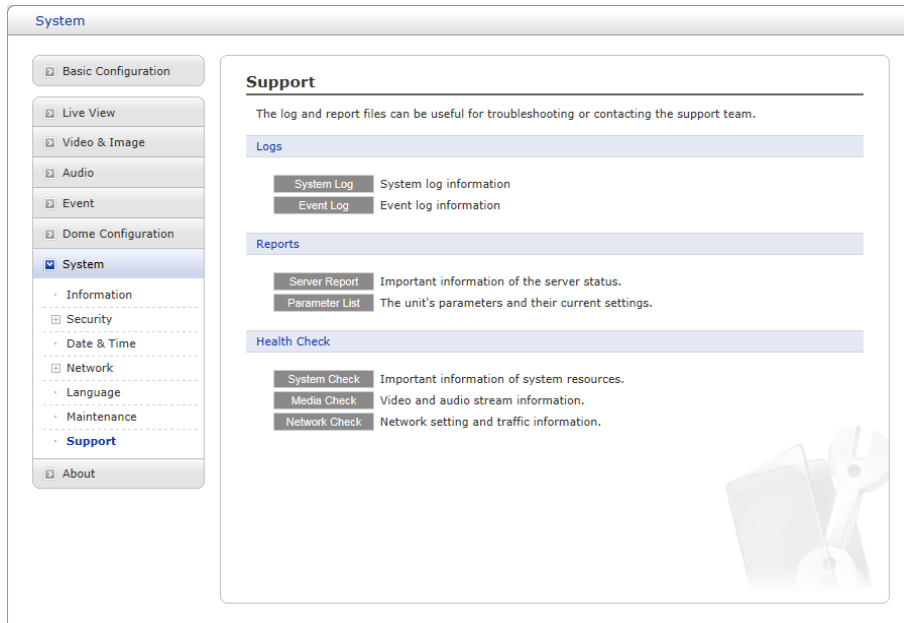 System
Basic Configuration
Live View
Video & Image
Audio
Event
Dome Configuration
System
Information
Security
Date & Time
Network
Language
Maintenance
Support
About
Support
The log and report files can be useful for troubleshooting or contacting the support team.
Logs
System Log System log information
Event Log Event log information
Reports
Server Report Important information of the server status.
Parameter List The unit's parameters and their current settings.
Health Check
System Check Important information of system resources.
Media Check Video and audio stream information.
Network Check Network setting and traffic information.